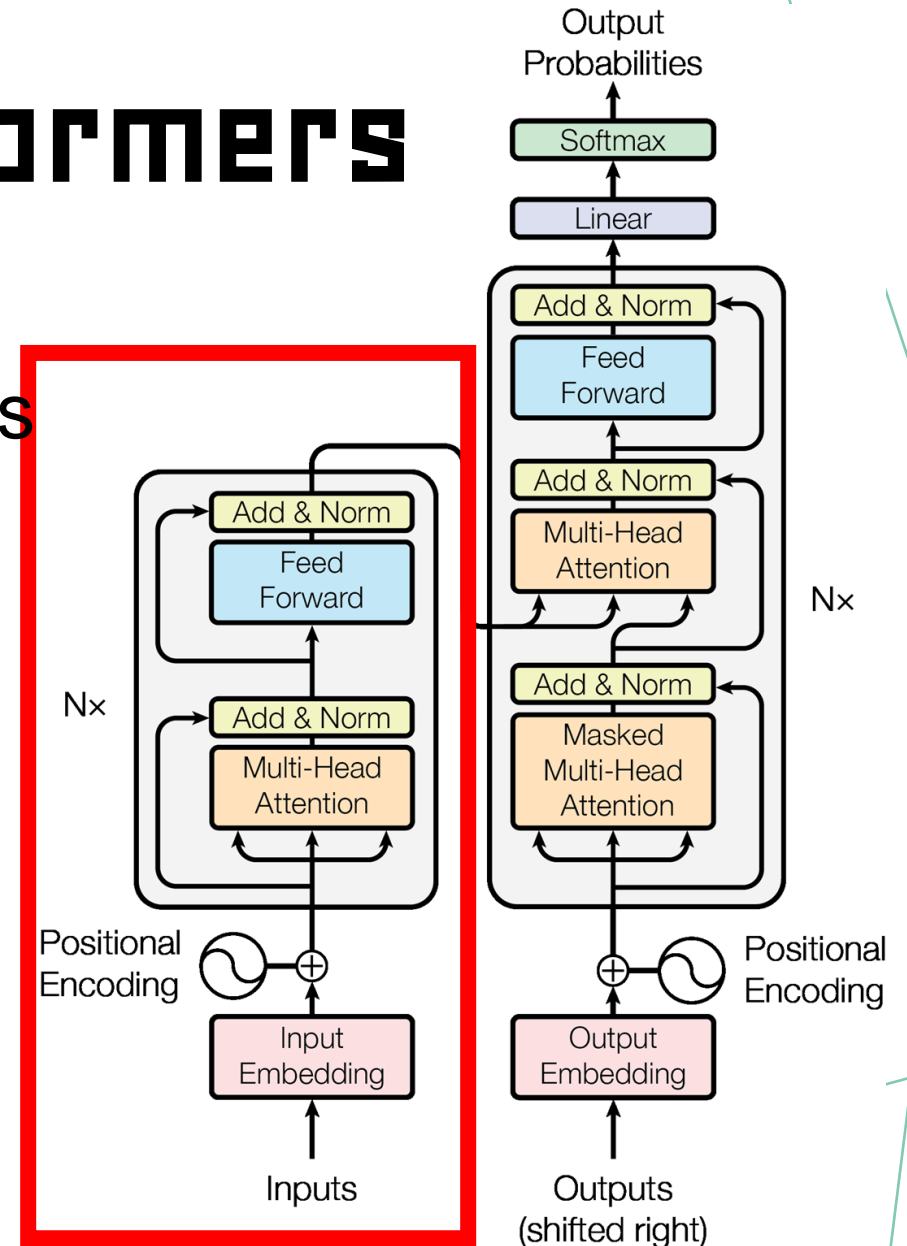 ormers
s
Output
Probabilities
Softmax
Linear
Add & Norm
Feed
Forward
Add & Norm
Multi-Head
Attention
Add & Norm
Masked
Multi-Head
Attention
N×
Positional
Encoding
Output
Embedding
Outputs
(shifted right)
Add & Norm
Feed
Forward
Add & Norm
Multi-Head
Attention
N×
Positional
Encoding
Input
Embedding
Inputs